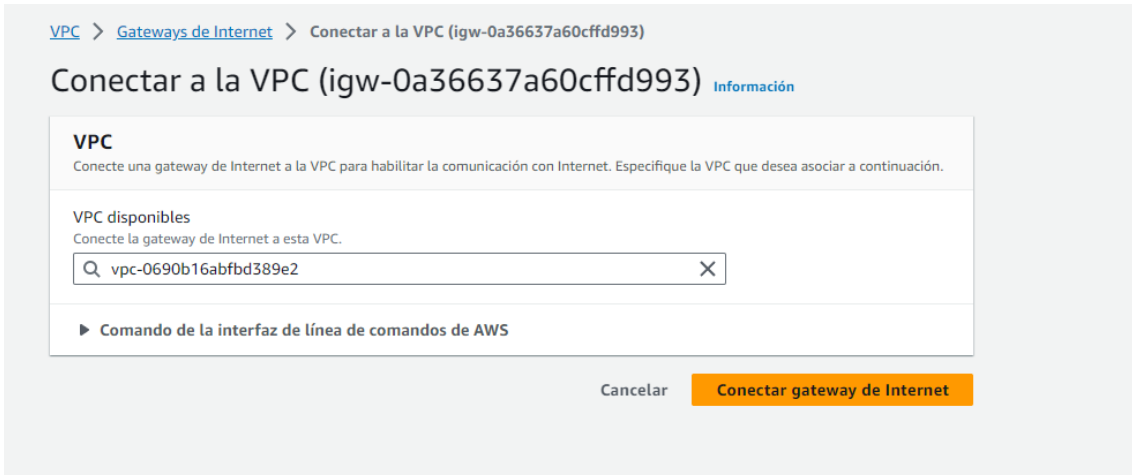 VPC > Gateways de Internet > Conectar a la VPC (igw-0a36637a60cffd993)
Conectar a la VPC (igw-0a36637a60cffd993) Información
VPC
Conecte una gateway de Internet a la VPC para habilitar la comunicación con Internet. Especifique la VPC que desea asociar a continuación.
VPC disponibles
Conecte la gateway de Internet a esta VPC.
vpc-0690b16abfbd389e2
Comando de la interfaz de línea de comandos de AWS
Cancelar Conectar gateway de Internet